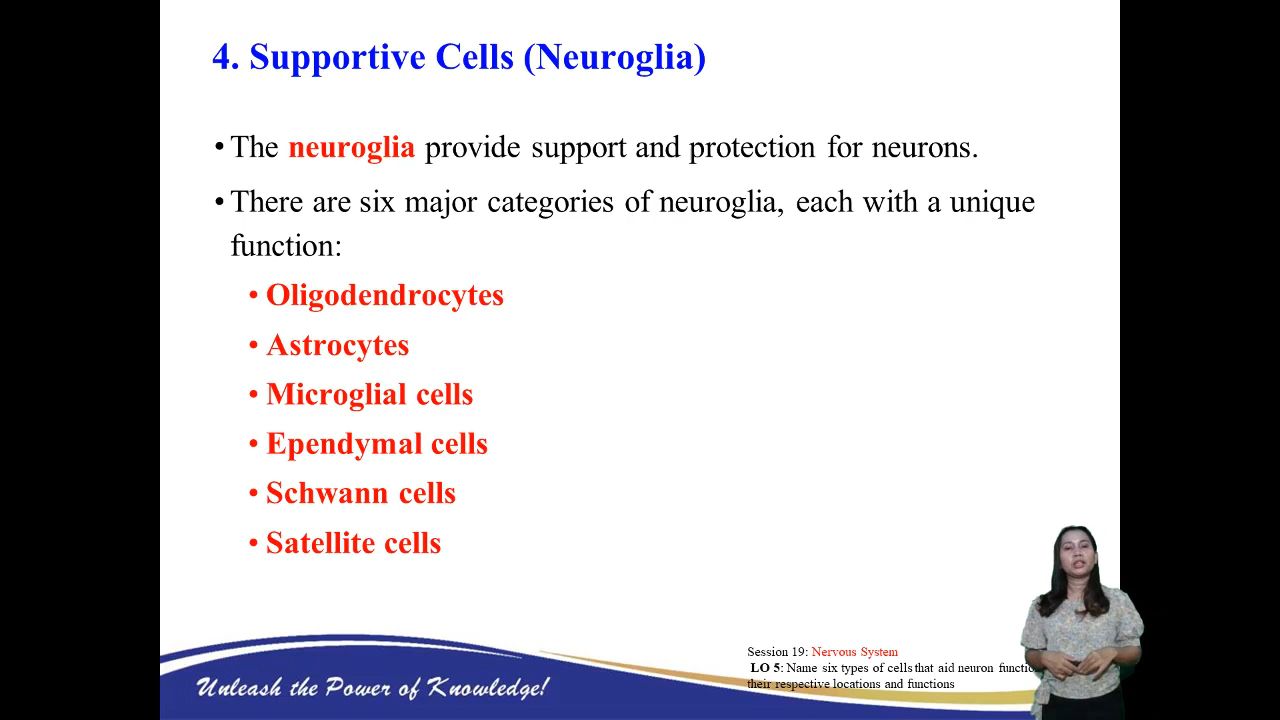 4. Supportive Cells (Neuroglia)
• The neuroglia provide support and protection for neurons.
• There are six major categories of neuroglia, each with a unique
function:
• Oligodendrocytes
• Astrocytes
• Microglial cells
• Ependymal cells
• Schwann cells
• Satellite cells
Session 19: Nervous System
LO 5: Name six types of cells that aid neuron
their respective locations and functions
Unleash the Power of Knowledge!